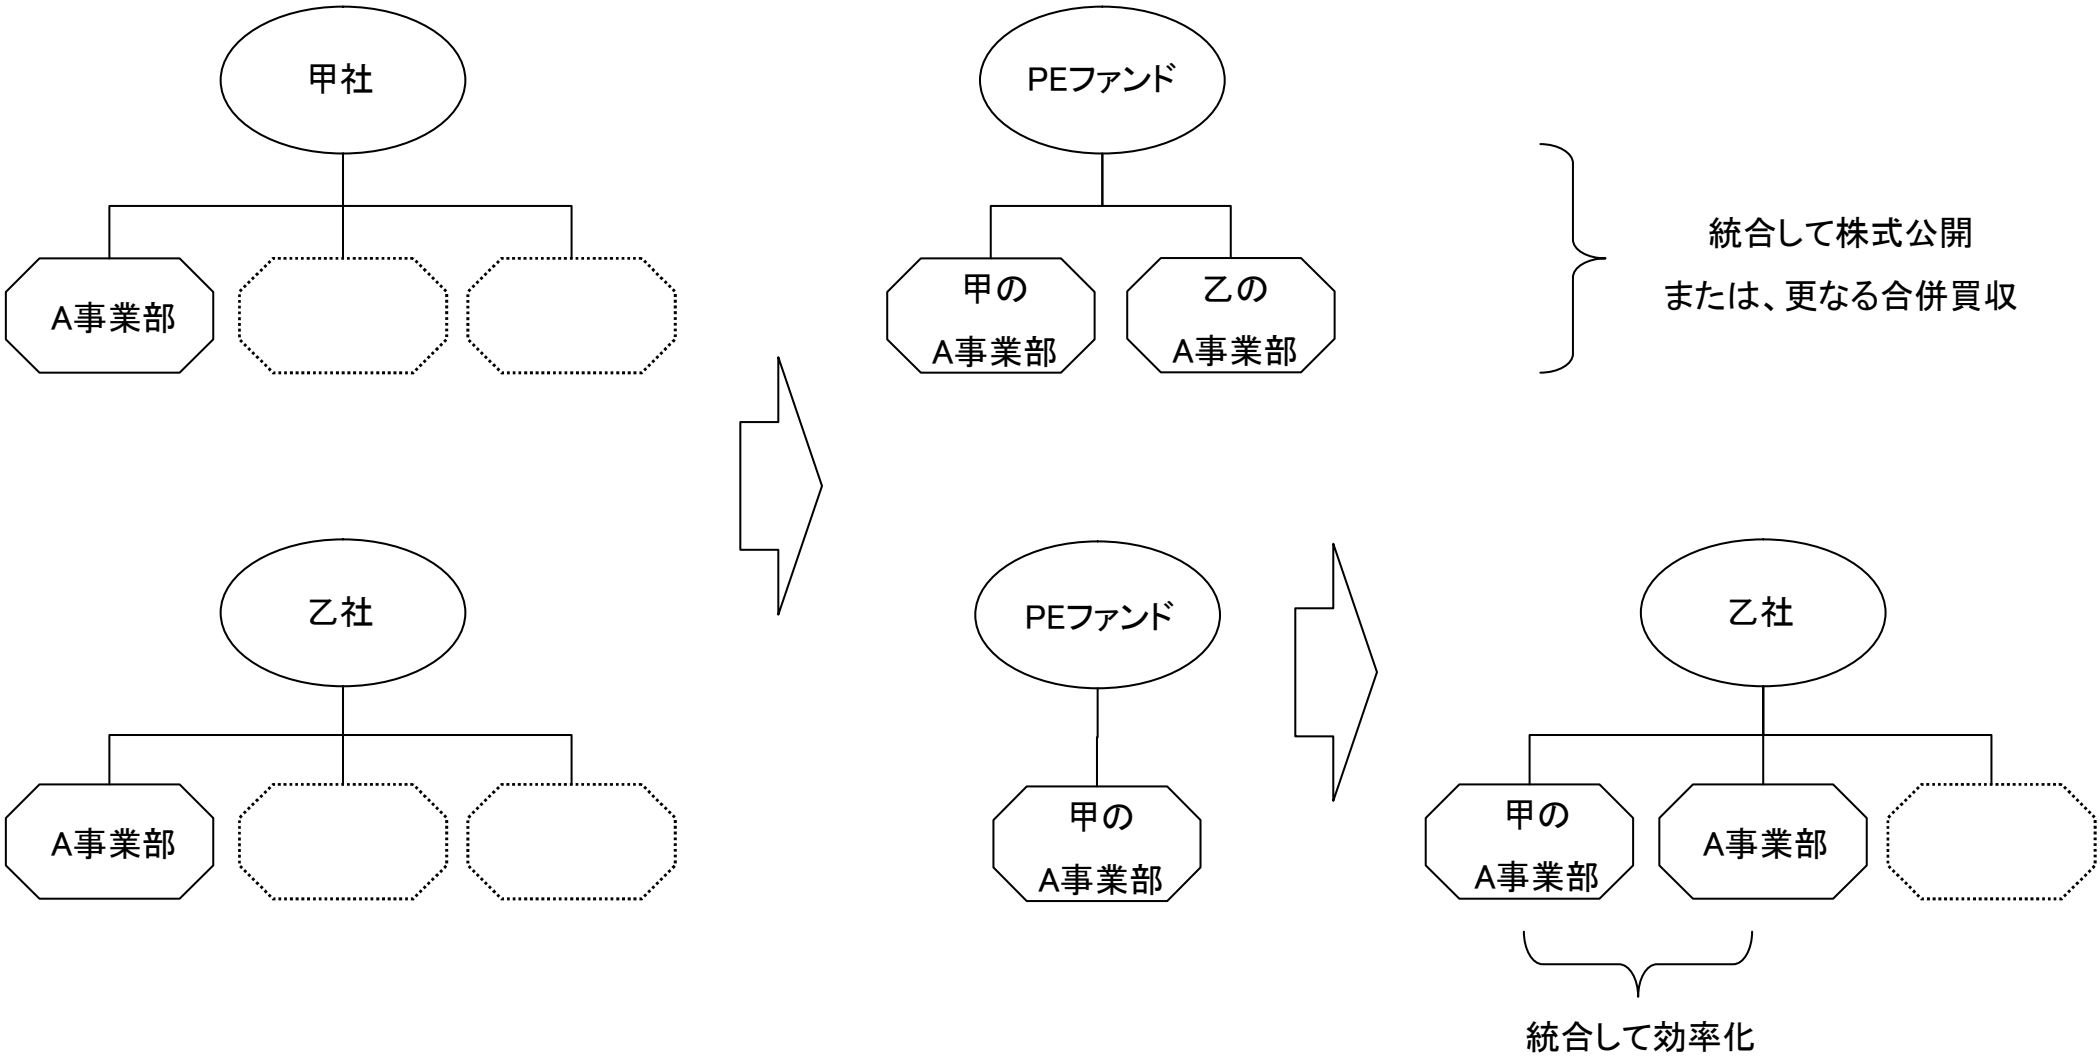 甲社
A事業部
乙社
A事業部
PEファンド
甲の
A事業部
乙の
A事業部
統合して株式公開
または、更なる合併買収
PEファンド
甲の
A事業部
乙社
甲の
A事業部
A事業部
統合して効率化